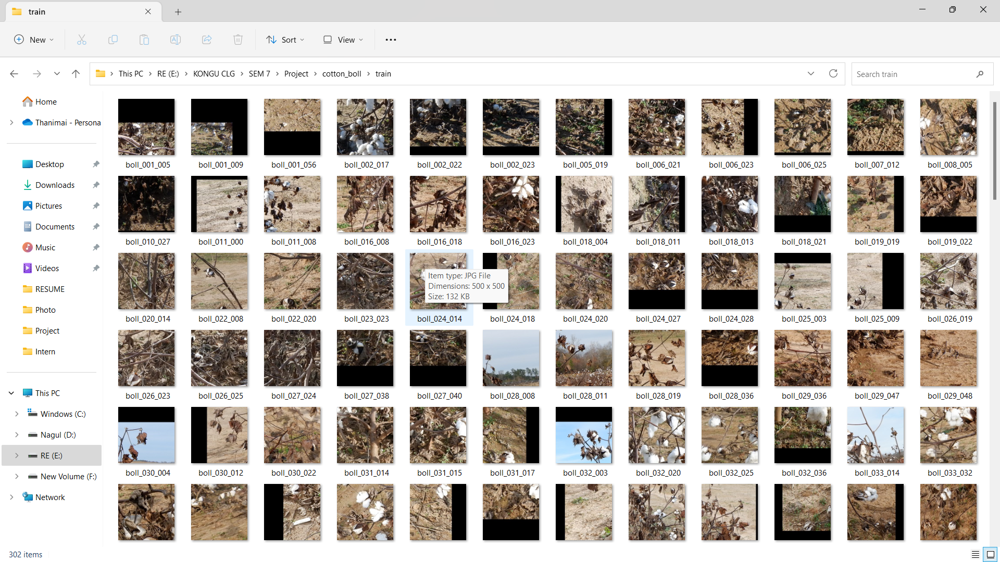 train
New
Sort
View
This PC
RE (E:)
KONGU CLG
SEM 7
Project
cotton_boll
train
Search train
Home
Thanimai - Persona
Desktop
Downloads
Pictures
Documents
Music
Videos
RESUME
Photo
Project
Intern
This PC
Windows (C:)
Nagul (D:)
RE (E:)
New Volume (F:)
Network
boll_001_005 boll_001_009 boll_001_056 boll_002_017 boll_002_022 boll_002_023 boll_005_019 boll_006_021 boll_006_023 boll_006_025 boll_007_012 boll_008_005
boll_010_027 boll_011_000 boll_011_008 boll_016_008 boll_016_018 boll_016_023 boll_018_004 boll_018_011 boll_018_013 boll_018_021 boll_019_019 boll_019_022
Item type: JPG File
Dimensions: 500 x 500
Size: 132 KB
boll_020_014 boll_022_008 boll_022_020 boll_023_023 boll_024_014 boll_024_018 boll_024_020 boll_024_027 boll_024_028 boll_025_003 boll_025_009 boll_026_019
boll_026_023 boll_026_025 boll_027_024 boll_027_038 boll_027_040 boll_028_008 boll_028_011 boll_028_019 boll_028_036 boll_029_036 boll_029_047 boll_029_048
boll_030_004 boll_030_012 boll_030_022 boll_031_014 boll_031_015 boll_031_017 boll_032_003 boll_032_020 boll_032_025 boll_032_036 boll_033_014 boll_033_032
302 items